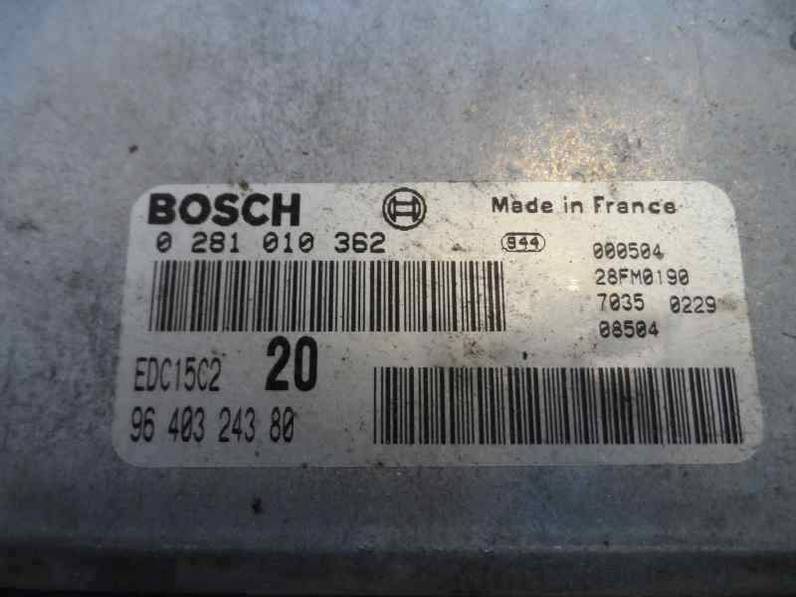 BOSCH Made in France
0 281 010 362 944 000504
28FM0190
7035 0229
08504
EDC15C2 20
96 403 243 80